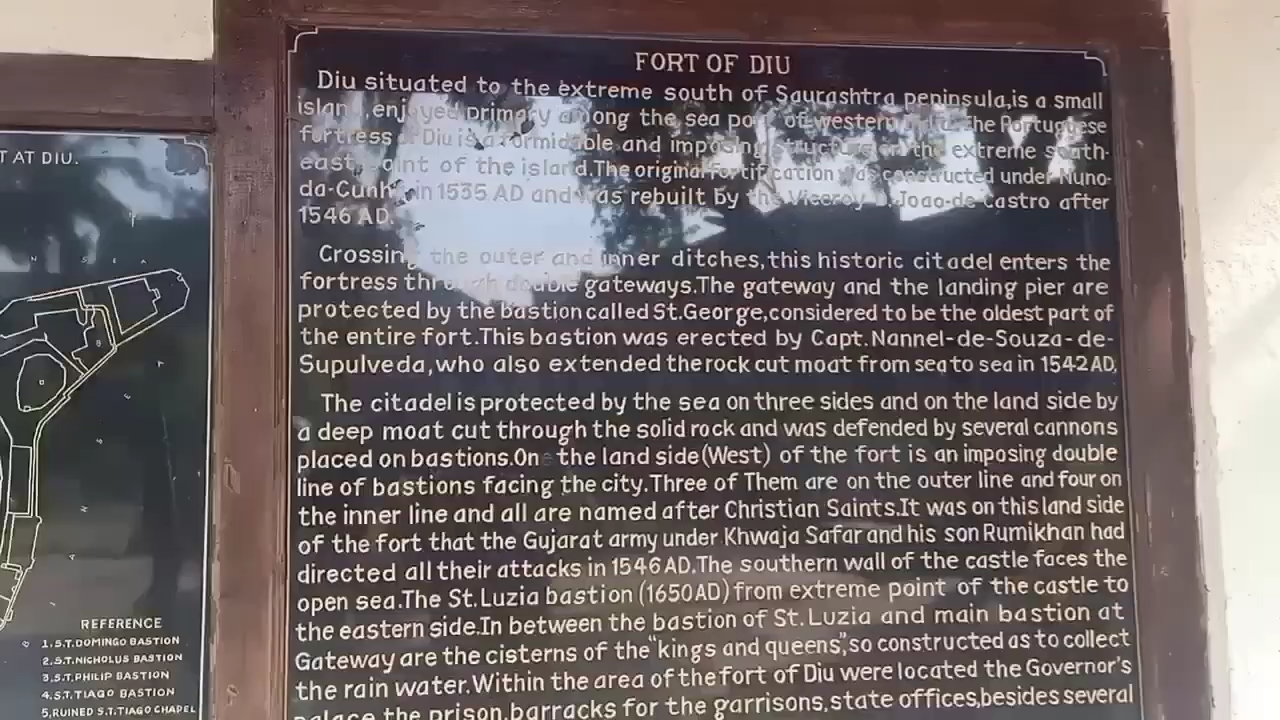 FORT OF DIU
Diu situated to the extreme south of Saurashtra peninsula,is a small
island,enjoyed primary among the sea port of western India.The Portuguese
fortress of Diu is a formidable and imposing structure on the extreme south-
east point of the island.The original fortification was constructed under Nuno-
da-Cunha in 1535 AD and was rebuilt by the Viceroy Joao-de Castro after
1546 AD.
Crossing the outer and inner ditches,this historic citadel enters the
fortress through double gateways.The gateway and the landing pier are
protected by the bastion called St.George,considered to be the oldest part of
the entire fort.This bastion was erected by Capt.Nannel-de-Souza-de-
Supulveda,who also extended the rock cut moat from sea to sea in 1542 AD.
The citadel is protected by the sea on three sides and on the land side by
a deep moat cut through the solid rock and was defended by several cannons
placed on bastions.On the land side(West) of the fort is an imposing double
line of bastions facing the city.Three of Them are on the outer line and four on
the inner line and all are named after Christian Saints.It was on this land side
of the fort that the Gujarat army under Khwaja Safar and his son Rumikhan had
directed all their attacks in 1546 AD.The southern wall of the castle faces the
open sea.The St.Luzia bastion (1650AD) from extreme point of the castle to
the eastern side.In between the bastion of St.Luzia and main bastion at
Gateway are the cisterns of the "kings and queens",so constructed as to collect
the rain water.Within the area of the fort of Diu were located the Governor's
palace the prison,barracks for the garrisons,state offices,besides several
T AT DIU.
N S E A
REFERENCE
1.S.T.DOMINGO BASTION
2.S.T.NICHOLUS BASTION
3.S.T.PHILIP BASTION
4.S.T.TIAGO BASTION
5.RUINED S.T.TIAGO CHAPEL